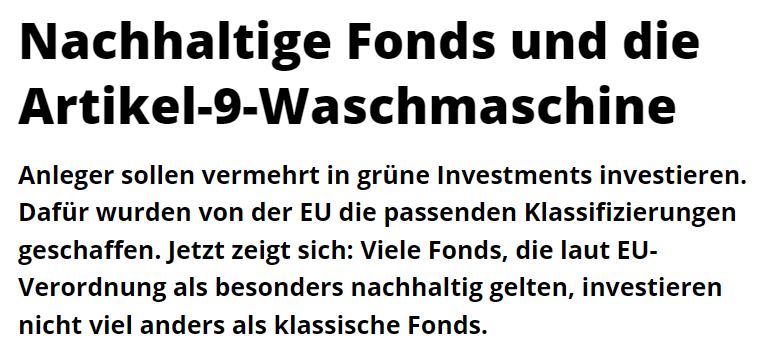 Nachhaltige Fonds und die
Artikel-9-Waschmaschine
Anleger sollen vermehrt in grüne Investments investieren.
Dafür wurden von der EU die passenden Klassifizierungen
geschaffen. Jetzt zeigt sich: Viele Fonds, die laut EU-
Verordnung als besonders nachhaltig gelten, investieren
nicht viel anders als klassische Fonds.